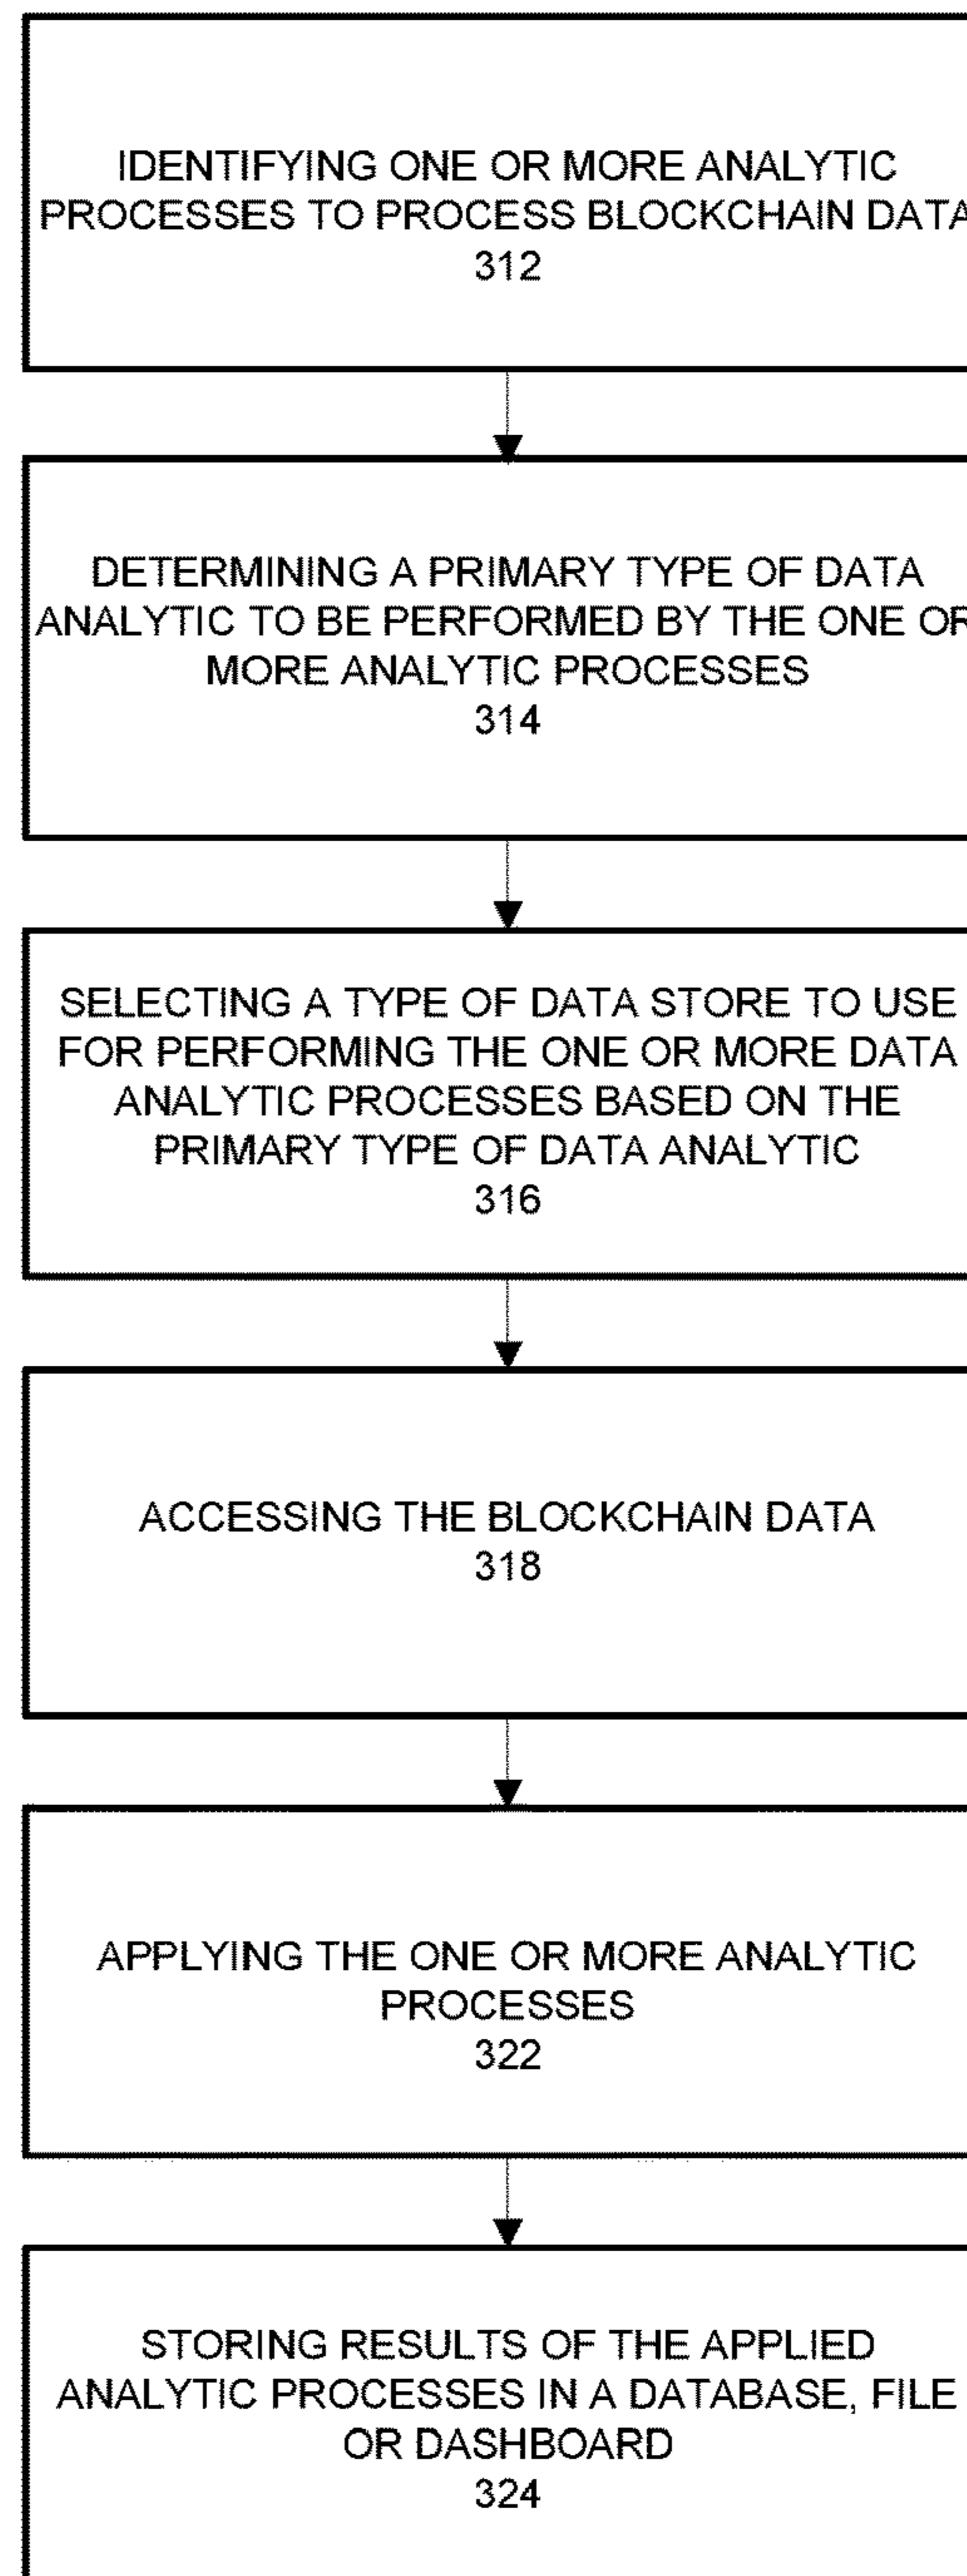 IDENTIFYING ONE OR MORE ANALYTIC
PROCESSES TO PROCESS BLOCKCHAIN DATA
312
DETERMINING A PRIMARY TYPE OF DATA
ANALYTIC TO BE PERFORMED BY THE ONE OR
MORE ANALYTIC PROCESSES
314
SELECTING A TYPE OF DATA STORE TO USE
FOR PERFORMING THE ONE OR MORE DATA
ANALYTIC PROCESSES BASED ON THE
PRIMARY TYPE OF DATA ANALYTIC
316
ACCESSING THE BLOCKCHAIN DATA
318
APPLYING THE ONE OR MORE ANALYTIC
PROCESSES
322
STORING RESULTS OF THE APPLIED
ANALYTIC PROCESSES IN A DATABASE, FILE
OR DASHBOARD
324